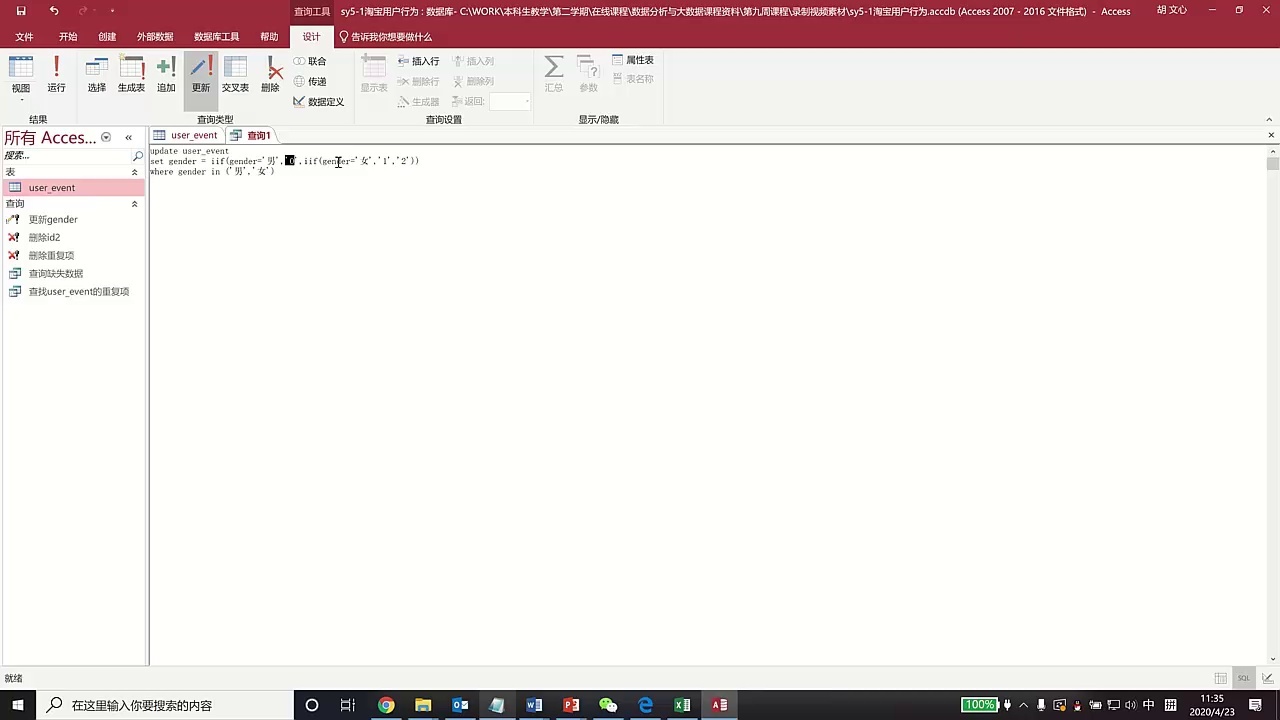 查询工具
sy5-1淘宝用户行为 : 数据库- C:\WORK\本科生教学\第二学期\在线课程\数据分析与大数据课程资料\第九周课程\录制视频素材\sy5-1淘宝用户行为.accdb (Access 2007 - 2016 文件格式) - Access
胡 文心
文件 开始 创建 外部数据 数据库工具 帮助 设计 告诉我你想要做什么
视图 运行 选择 生成表 追加 更新 交叉表 删除
联合
传递
数据定义
显示表
插入行
删除行
生成器
插入列
删除列
返回:
汇总 参数
属性表
表名称
结果 查询类型 查询设置 显示/隐藏
所有 Acces...
搜索...
表
user_event
查询
更新gender
删除id2
删除重复项
查询缺失数据
查找user_event的重复项
user_event 查询1
update user_event
set gender = iif(gender='男','0',iif(gender='女','1','2'))
where gender in ('男','女')
就绪
SQL
在这里输入你要搜索的内容
100%
中
拼
11:35
2020/4/23